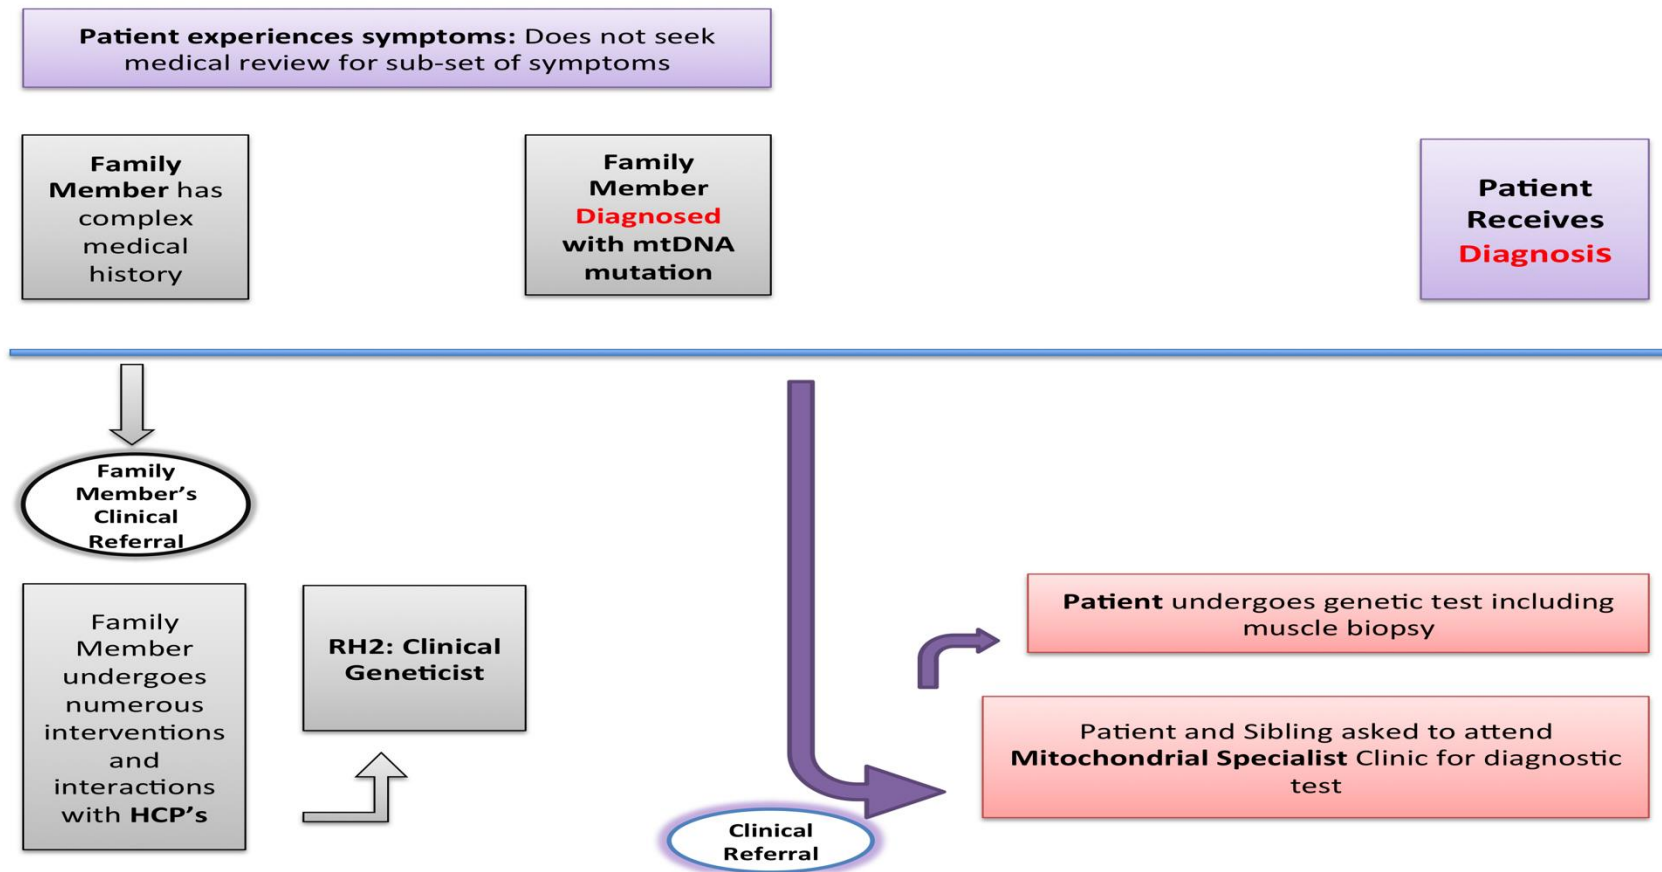 Patient experiences symptoms: Does not seek
medical review for sub-set of symptoms
Family
Member has
complex
medical
history
Family
Member
Diagnosed
with mtDNA
mutation
Patient
Receives
Diagnosis
Family
Member’s
Clinical
Referral
Family
Member
undergoes
numerous
interventions
and
interactions
with HCP’s
RH2: Clinical
Geneticist
Patient undergoes genetic test including
muscle biopsy
Patient and Sibling asked to attend
Mitochondrial Specialist Clinic for diagnostic
test
Clinical
Referral